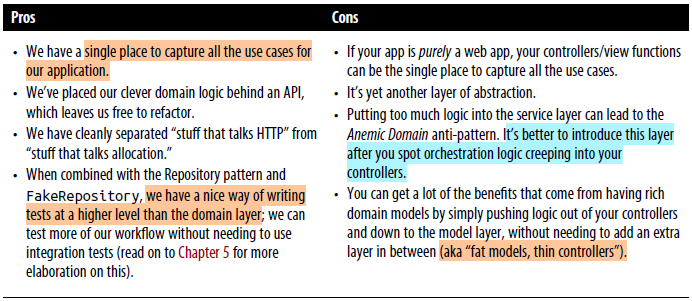 Pros
Cons
• We have a single place to capture all the use cases for
our application.
• We’ve placed our clever domain logic behind an API,
which leaves us free to refactor.
• We have cleanly separated “stuff that talks HTTP” from
“stuff that talks allocation.”
• When combined with the Repository pattern and
FakeRepository, we have a nice way of writing
tests at a higher level than the domain layer; we can
test more of our workflow without needing to use
integration tests (read on to Chapter 5 for more
elaboration on this).
• If your app is purely a web app, your controllers/view functions
can be the single place to capture all the use cases.
• It’s yet another layer of abstraction.
• Putting too much logic into the service layer can lead to the
Anemic Domain anti-pattern. It’s better to introduce this layer
after you spot orchestration logic creeping into your
controllers.
• You can get a lot of the benefits that come from having rich
domain models by simply pushing logic out of your controllers
and down to the model layer, without needing to add an extra
layer in between (aka “fat models, thin controllers”).